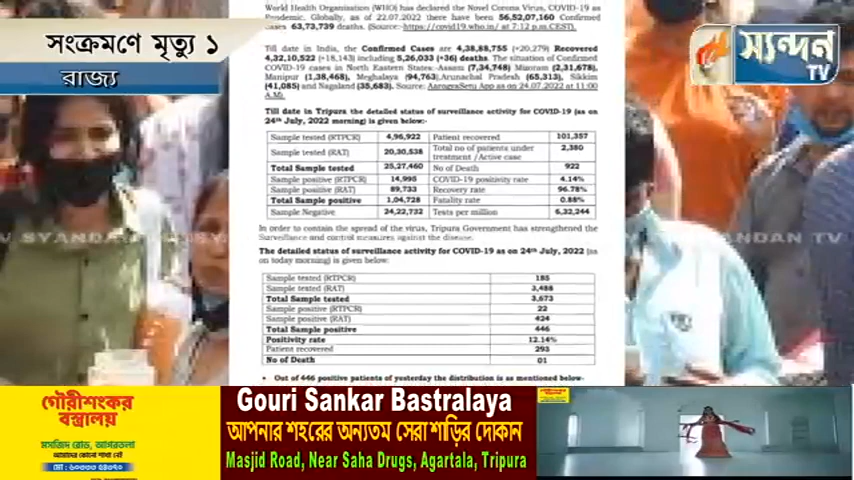 সংক্রমণে মৃত্যু ১
রাজ্য
স্যন্দন
TV
World Health Organisation (WHO) has declared the Novel Corona Virus, COVID-19 as
Pandemic. Globally, as of 22.07.2022 there have been 56,52,07,160 Confirmed
Cases 63,73,739 deaths. (Source:-https://covid19.who.in/ at 7:12 p.m.CEST).
Till date in India, the Confirmed Cases are 4,38,88,755 (+20,279) Recovered
4,32,10,522 (+18,143) including 5,26,033 (+36) deaths. The situation of Confirmed
COVID-19 cases in North Eastern States:-Assam (7,34,748) Mizoram (2,31,678),
Manipur (1,38,468), Meghalaya (94,763),Arunachal Pradesh (65,313), Sikkim
(41,085) and Nagaland (35,683). Source: AarogyaSetu App as on 24.07.2022 at 11:00
A.M.
Till date in Tripura the detailed status of surveillance activity for COVID-19 (as on
24th July, 2022 morning) is given below:-
Sample tested (RTPCR) 4,96,922 Patient recovered 101,357
Sample tested (RAT) 20,30,538 Total no of patients under treatment / Active case 2,380
Total Sample tested 25,27,460 No of Death 922
Sample positive (RTPCR) 14,995 COVID-19 positivity rate 4.14%
Sample positive (RAT) 89,733 Recovery rate 96.78%
Total Sample positive 1,04,728 Fatality rate 0.88%
Sample Negative 24,22,732 Tests per million 6,32,244
In order to contain the spread of the virus, Tripura Government has strengthened the
Surveillance and control measures against the disease.
The detailed status of surveillance activity for COVID-19 as on 24th July, 2022 (as
on today morning) is given below:
Sample tested (RTPCR) 185
Sample tested (RAT) 3,488
Total Sample tested 3,673
Sample positive (RTPCR) 22
Sample positive (RAT) 424
Total Sample positive 446
Positivity rate 12.14%
Patient recovered 293
No of Death 01
• Out of 446 positive patients of yesterday the distribution is as mentioned below-
SYANDAN TV
NDAN TV
গৌরীশংকর
বস্ত্রালয়
মসজিদ রোড, আগরতলা
আমাদের কোনো শাখা নেই
Gouri Sankar Bastralaya
আপনার শহরের অন্যতম সেরা শাড়ির দোকান
Masjid Road, Near Saha Drugs, Agartala, Tripura